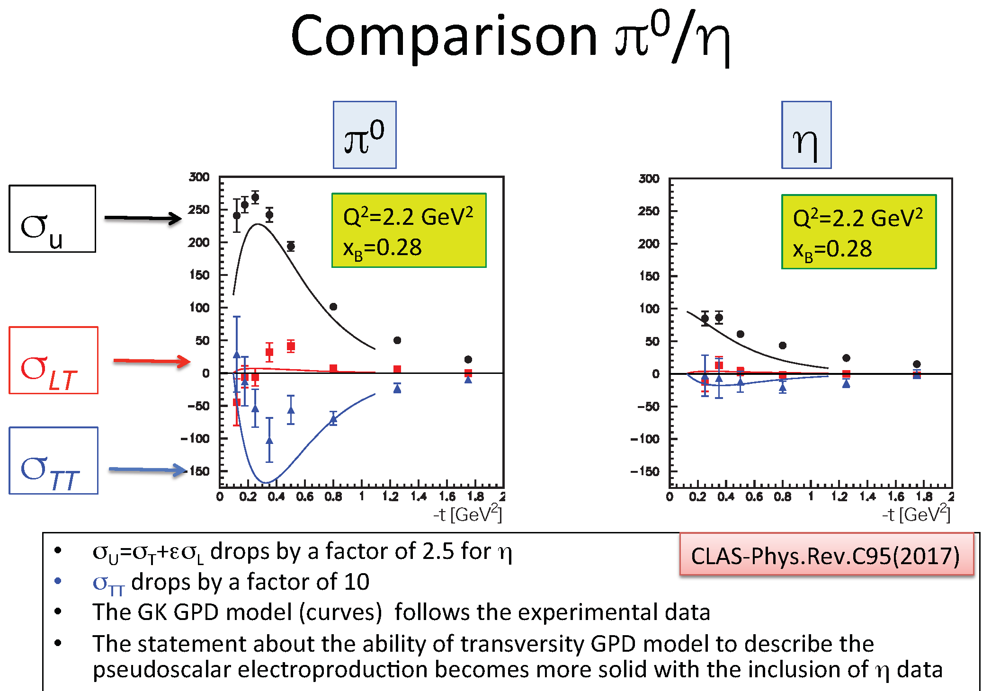 Comparison π⁰/η
π⁰
η
σu
σLT
σTT
300
250
200
150
100
50
0
−50
−100
−150
0 0.2 0.4 0.6 0.8 1 1.2 1.4 1.6 1.8 2
-t [GeV²]
Q²=2.2 GeV²
xB=0.28
300
250
200
150
100
50
0
−50
−100
−150
0 0.2 0.4 0.6 0.8 1 1.2 1.4 1.6 1.8 2
-t [GeV²]
Q²=2.2 GeV²
xB=0.28
• σU=σT+εσL drops by a factor of 2.5 for η
CLAS-Phys.Rev.C95(2017)
• σTT drops by a factor of 10
• The GK GPD model (curves) follows the experimental data
• The statement about the ability of transversity GPD model to describe the
pseudoscalar electroproduction becomes more solid with the inclusion of η data